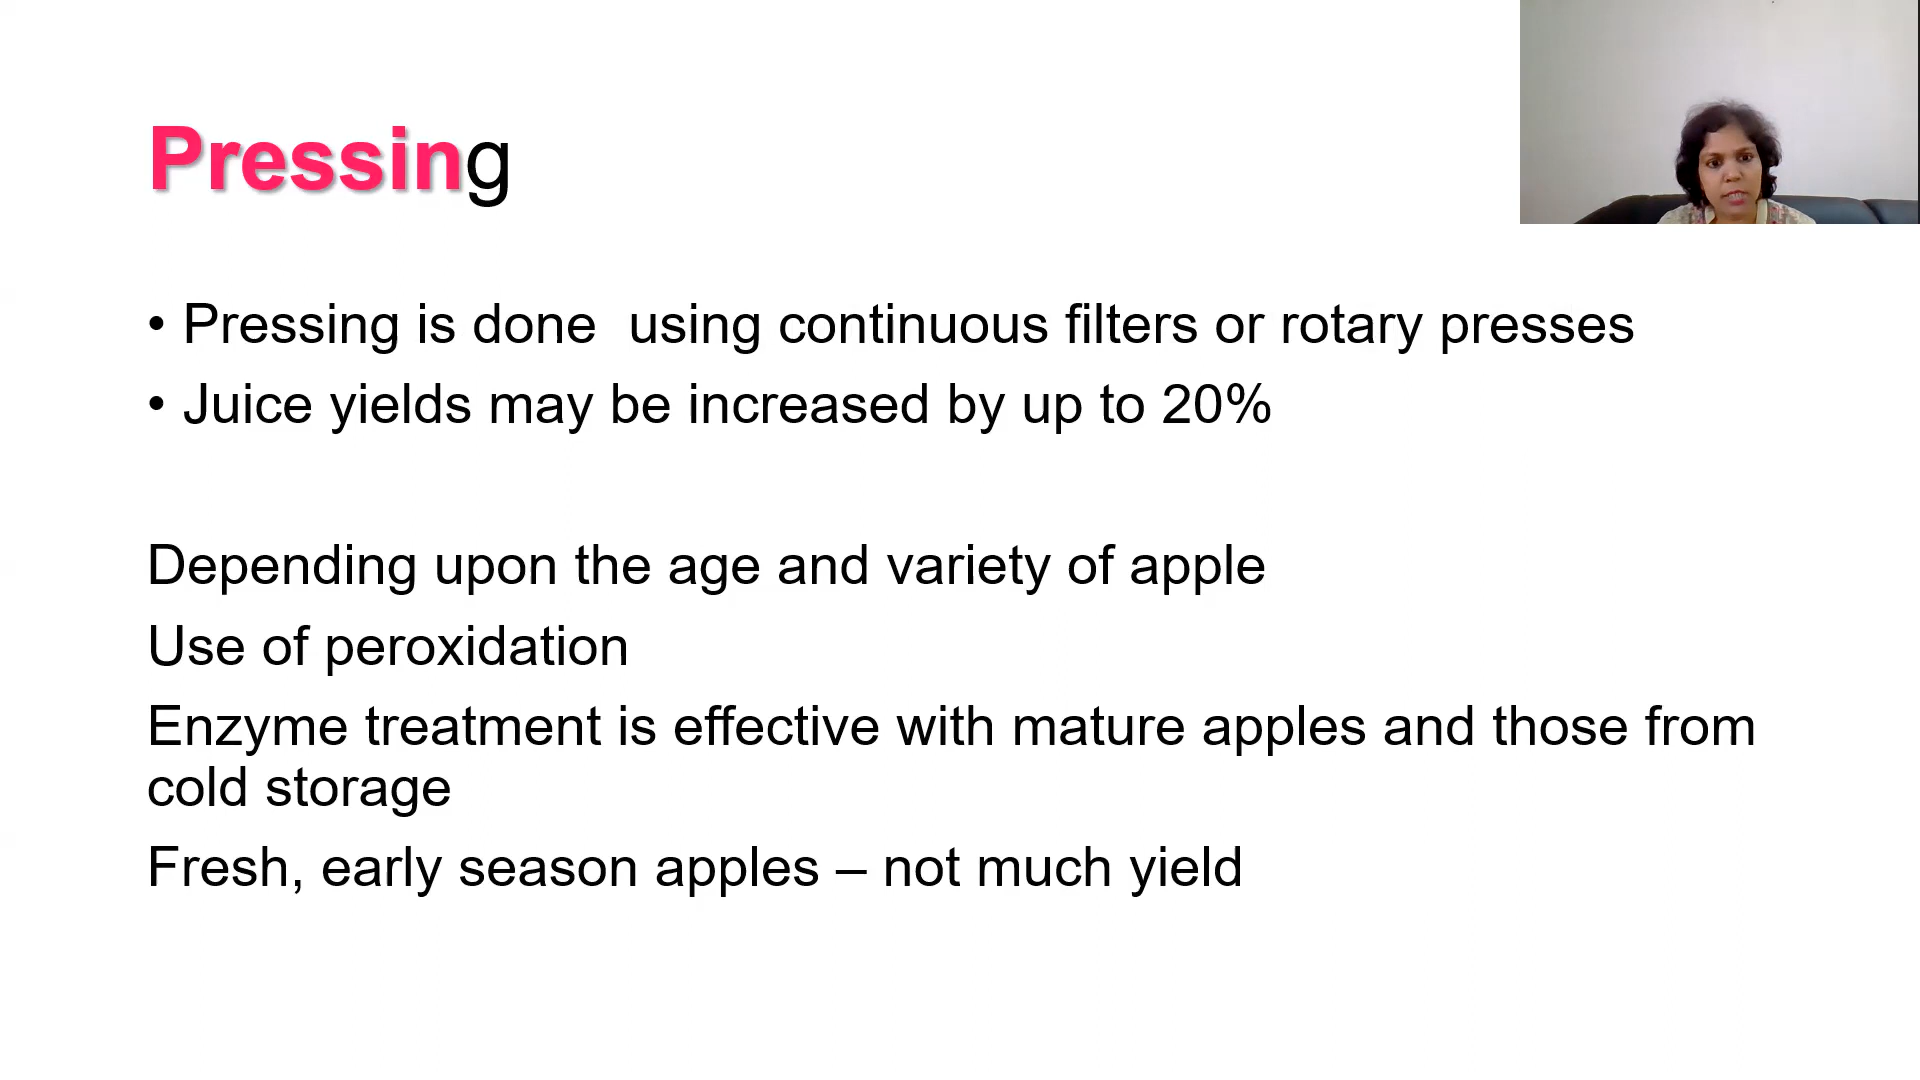 Pressing
• Pressing is done  using continuous filters or rotary presses
• Juice yields may be increased by up to 20%
Depending upon the age and variety of apple
Use of peroxidation
Enzyme treatment is effective with mature apples and those from
cold storage
Fresh, early season apples – not much yield